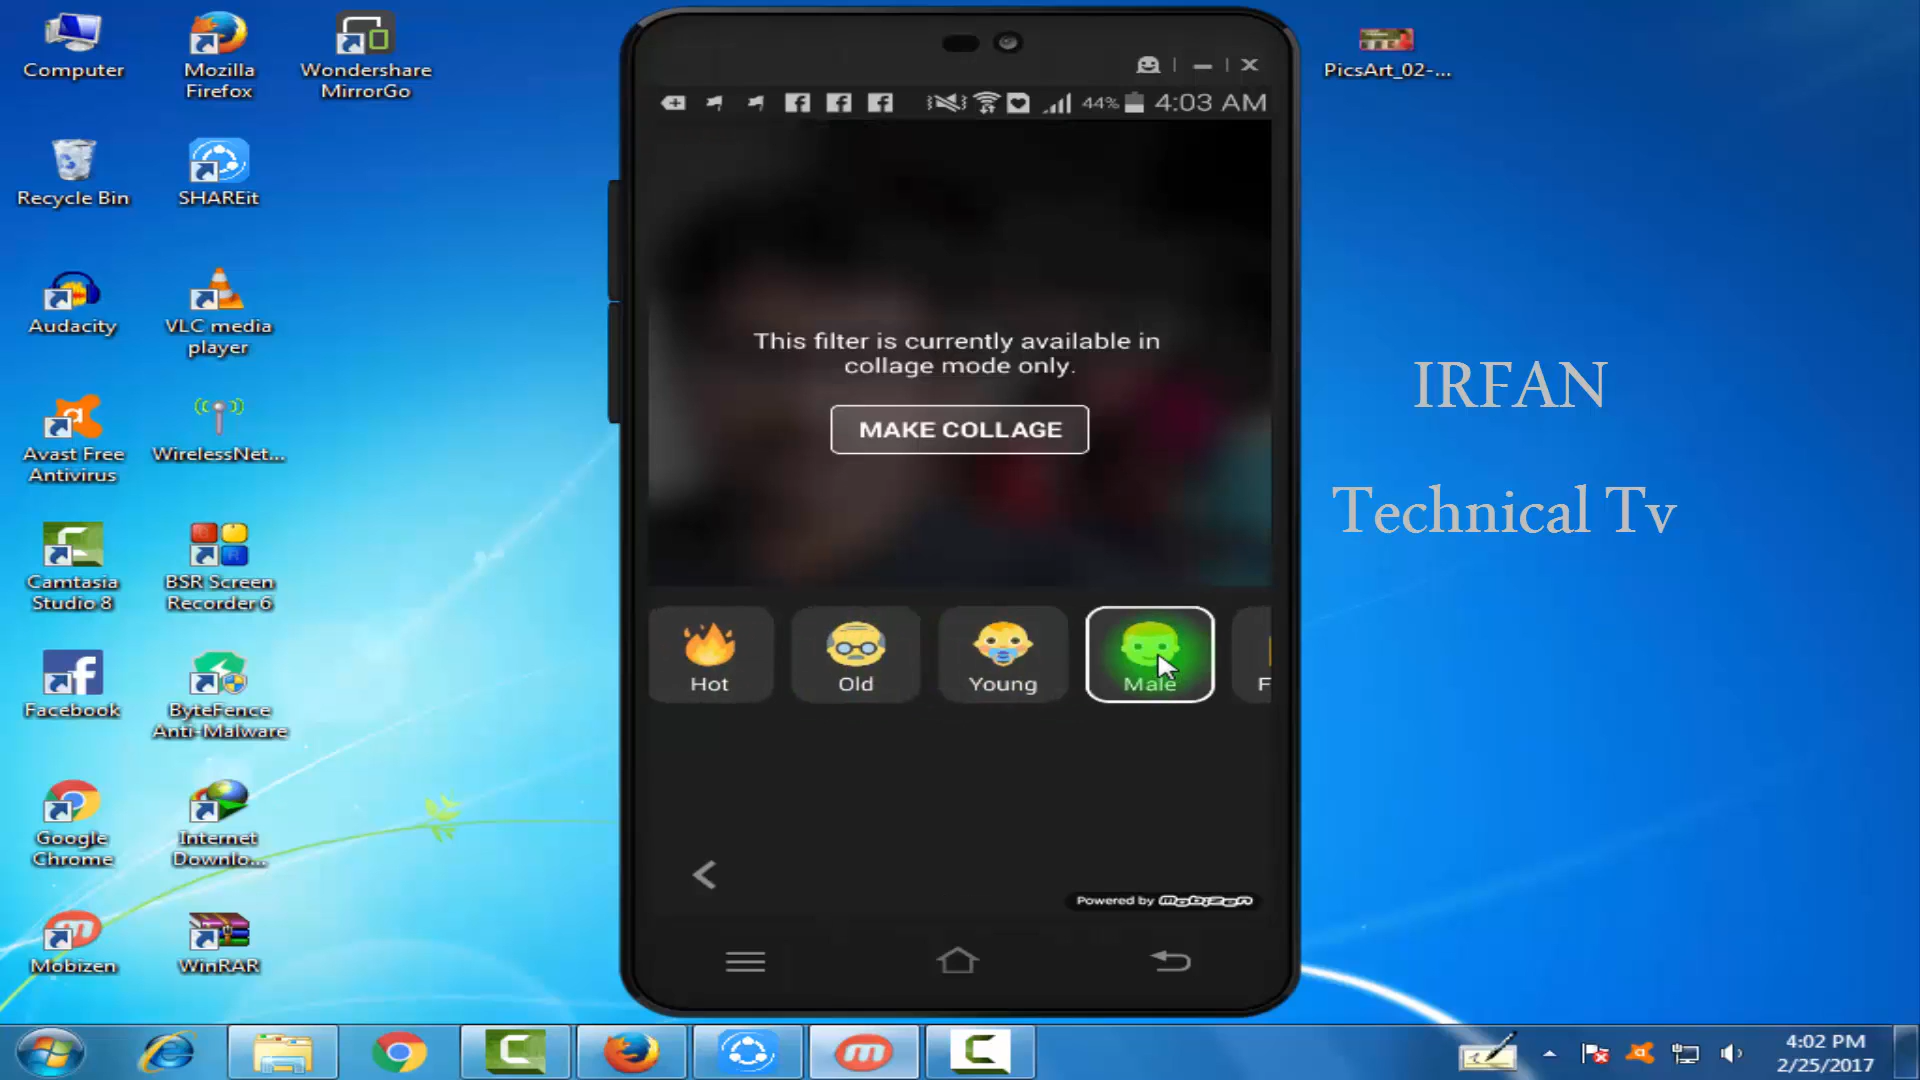 Computer
Mozilla
Firefox
Wondershare
MirrorGo
PicsArt_02-...
Recycle Bin
SHAREit
Audacity
VLC media
player
Avast Free
Antivirus
WirelessNet...
Camtasia
Studio 8
BSR Screen
Recorder 6
Facebook
ByteFence
Anti-Malware
Google
Chrome
Internet
Downlo...
Mobizen
WinRAR
44% 4:03 AM
This filter is currently available in
collage mode only.
MAKE COLLAGE
Hot
Old
Young
Male
F
Powered by mobizen
IRFAN
Technical Tv
4:02 PM
2/25/2017